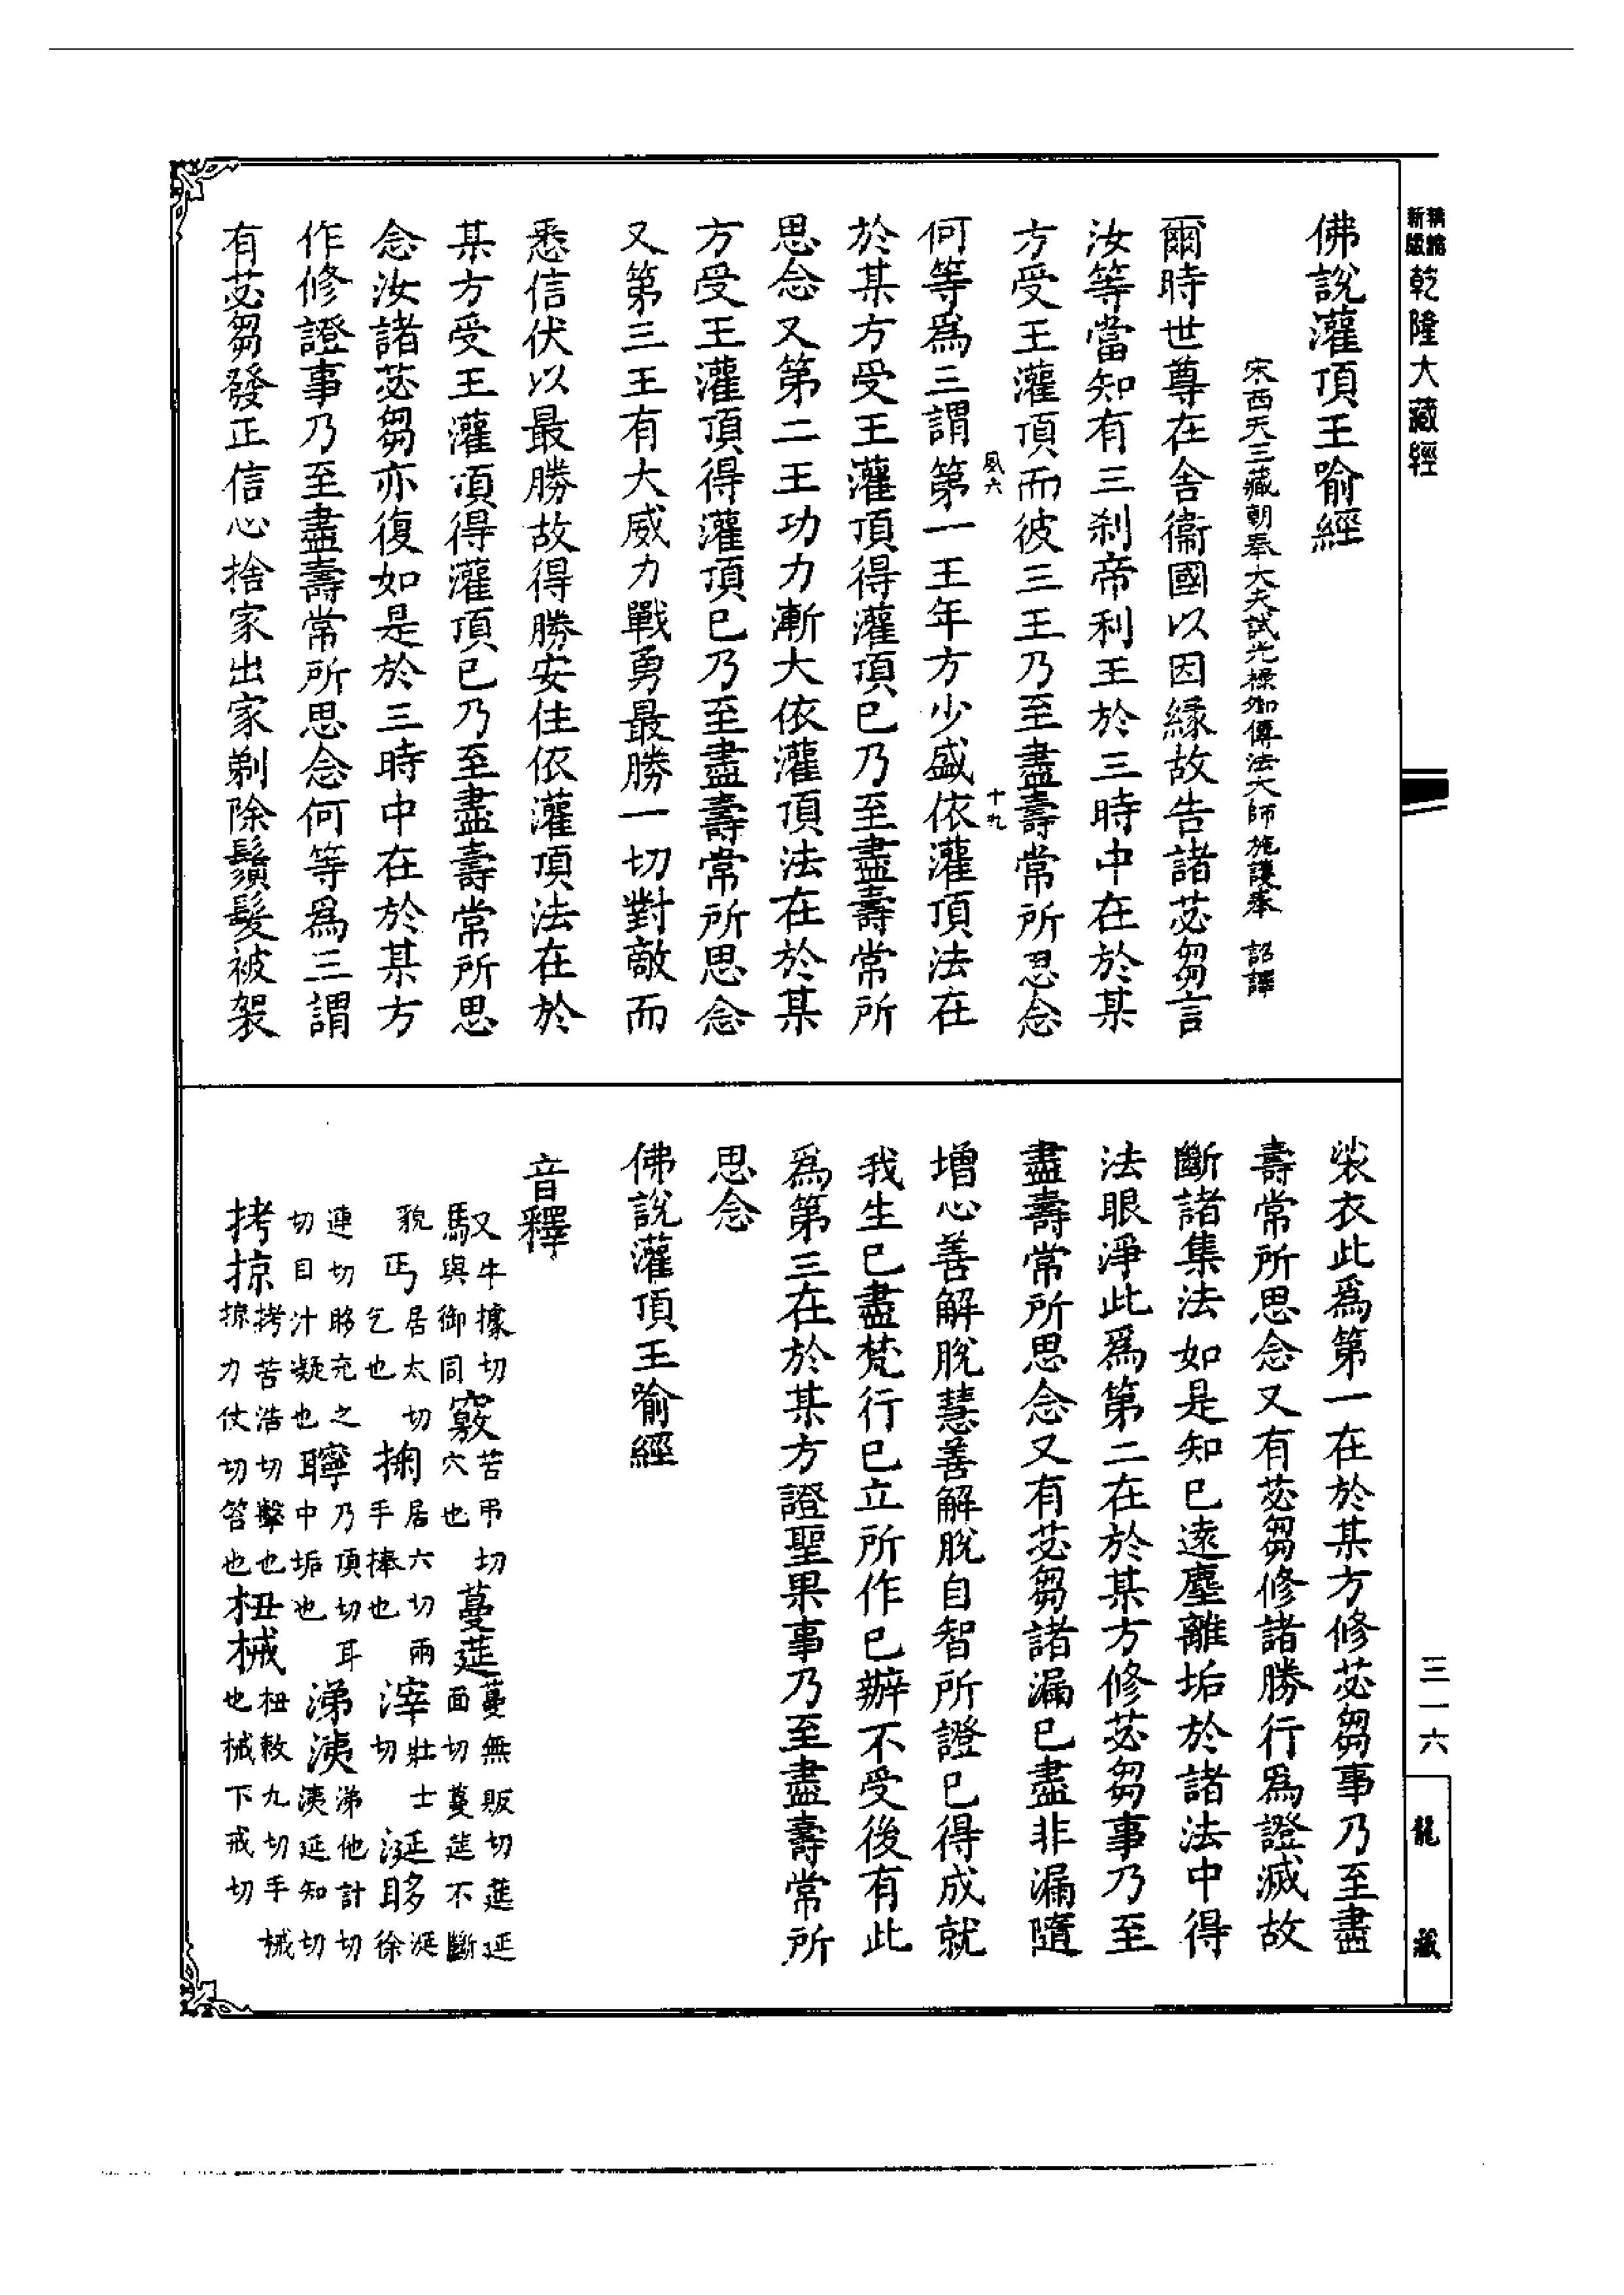 新版
精縮
乾隆大藏經
佛說灌頂王喻經
宋西天三藏朝奉大夫試光祿卿傳法大師施護奉 詔譯
爾時世尊在舍衞國以因緣故告諸苾芻言
汝等當知有三剎帝利王於三時中在於某
方受王灌頂而彼三王乃至盡壽常所思念
風六
十九
何等爲三謂第一王年方少盛依灌頂法在
於某方受王灌頂得灌頂已乃至盡壽常所
思念又第二王功力漸大依灌頂法在於某
方受王灌頂得灌頂已乃至盡壽常所思念
又第三王有大威力戰勇最勝一切對敵而
悉信伏以最勝故得勝安住依灌頂法在於
某方受王灌頂得灌頂已乃至盡壽常所思
念汝諸苾芻亦復如是於三時中在於某方
作修證事乃至盡壽常所思念何等爲三謂
有苾芻發正信心捨家出家剃除鬚髮被袈
裟衣此爲第一在於某方修苾芻事乃至盡
壽常所思念又有苾芻修諸勝行爲證滅故
斷諸集法如是知已遠塵離垢於諸法中得
法眼淨此爲第二在於某方修苾芻事乃至
盡壽常所思念又有苾芻諸漏已盡非漏隨
增心善解脫慧善解脫自智所證已得成就
我生已盡梵行已立所作已辦不受後有此
爲第三在於某方證聖果事乃至盡壽常所
思念
佛說灌頂王喻經
音釋
馭牛據切與御同 竅苦弔切穴也 蔓莚蔓無販切莚延面切蔓莚不斷
貌 丐居太切乞也 掬居六切兩手捧也 滓壯士切 涎眵涎徐
連切眵充之切目汁凝也 聹乃頂切耳中垢也 涕洟涕他計切洟延知切
拷掠拷苦浩切擊也掠力仗切笞也 杻械杻敕九切手械也械下戒切
三一六
龍藏